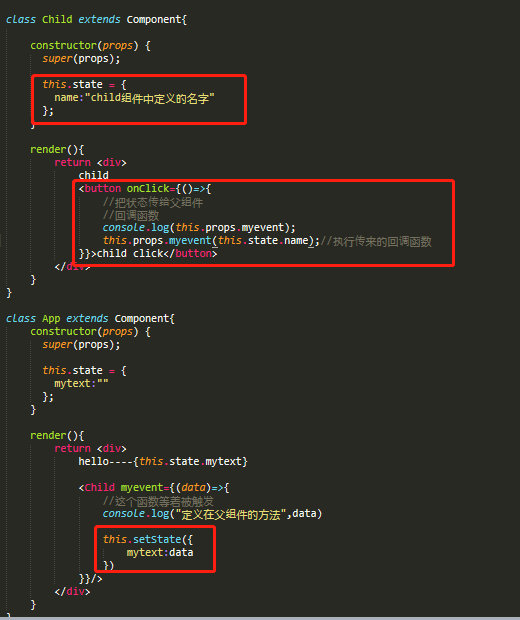 class Child extends Component{
constructor(props) {
super(props);
this.state = {
name:"child组件中定义的名字"
};
}
render(){
return <div>
child
<button onClick={()=>{
//把状态传给父组件
//回调函数
console.log(this.props.myevent);
this.props.myevent(this.state.name);//执行传来的回调函数
}}>child click</button>
</div>
}
}
class App extends Component{
constructor(props) {
super(props);
this.state = {
mytext:""
};
}
render(){
return <div>
hello----{this.state.mytext}
<Child myevent={(data)=>{
//这个函数等着被触发
console.log("定义在父组件的方法",data)
this.setState({
mytext:data
})
}}/>
</div>
}
}